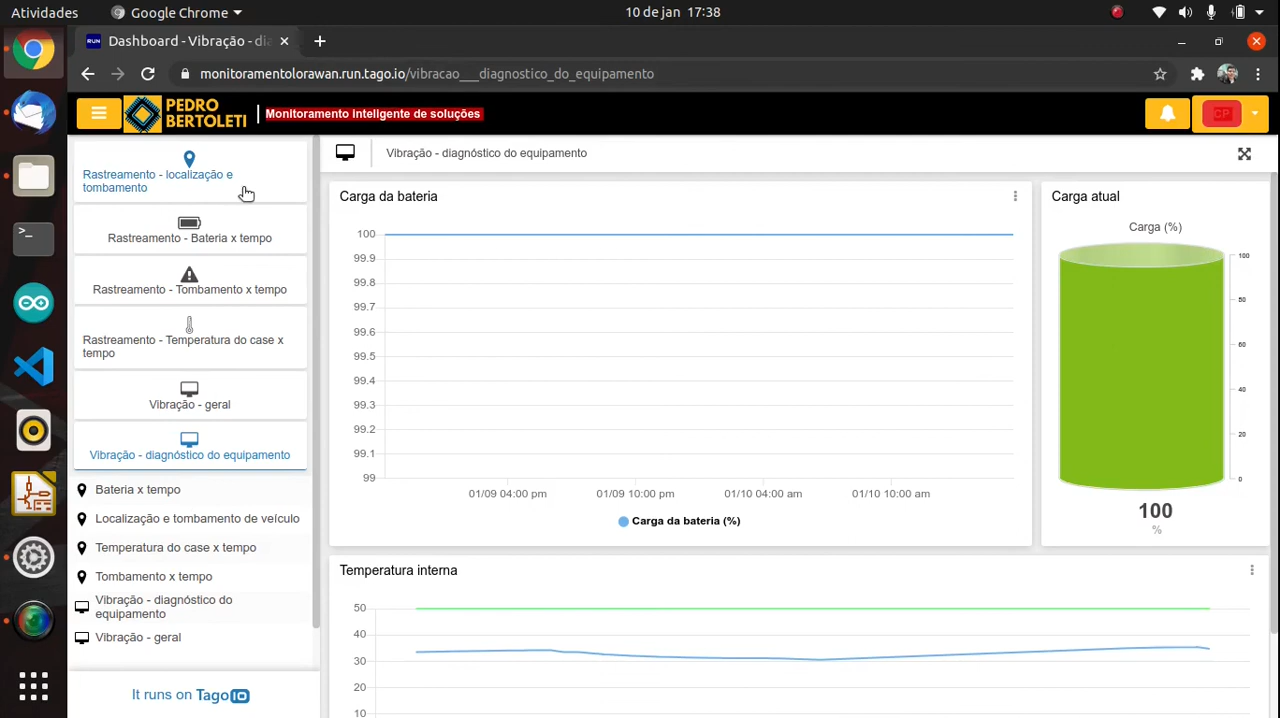 Atividades
Google Chrome
10 de jan 17:38
RUN
Dashboard - Vibração - dia
monitoramentolorawan.run.tago.io/vibracao___diagnostico_do_equipamento
PEDRO
BERTOLETI
Monitoramento inteligente de soluções
CP
Rastreamento - localização e
tombamento
Rastreamento - Bateria x tempo
Rastreamento - Tombamento x tempo
Rastreamento - Temperatura do case x
tempo
Vibração - geral
Vibração - diagnóstico do equipamento
Bateria x tempo
Localização e tombamento de veículo
Temperatura do case x tempo
Tombamento x tempo
Vibração - diagnóstico do
equipamento
Vibração - geral
It runs on TagoIO
Vibração - diagnóstico do equipamento
Carga da bateria
100
99.9
99.8
99.7
99.6
99.5
99.4
99.3
99.2
99.1
99
01/09 04:00 pm
01/09 10:00 pm
01/10 04:00 am
01/10 10:00 am
Carga da bateria (%)
Carga atual
Carga (%)
100
80
60
40
20
0
100
%
Temperatura interna
50
40
30
20
10